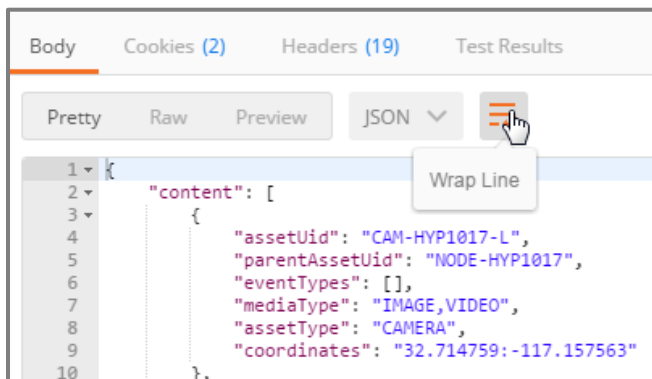 Body Cookies (2) Headers (19) Test Results
Pretty Raw Preview JSON
Wrap Line
1 {
2 "content": [
3 {
4 "assetUid": "CAM-HYP1017-L",
5 "parentAssetUid": "NODE-HYP1017",
6 "eventTypes": [],
7 "mediaType": "IMAGE,VIDEO",
8 "assetType": "CAMERA",
9 "coordinates": "32.714759:-117.157563"
10 },